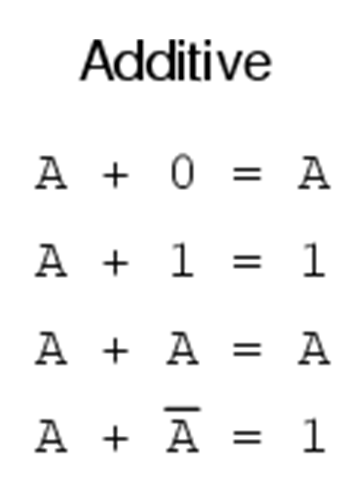 Additive
A + 0 = A
A + 1 = 1
A + A = A
A + A̅ = 1